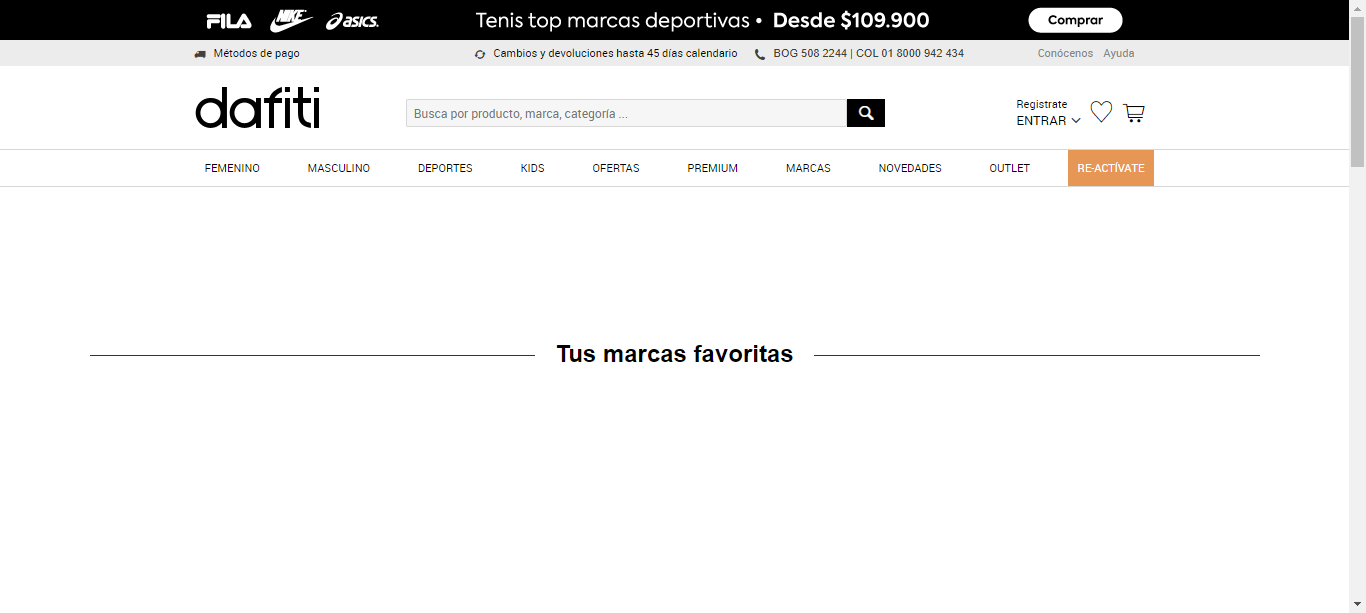 FILA NIKE asics. Tenis top marcas deportivas • Desde $109.900 Comprar
Métodos de pago Cambios y devoluciones hasta 45 días calendario BOG 508 2244 | COL 01 8000 942 434 Conócenos Ayuda
dafiti
Busca por producto, marca, categoría ...
Registrate
ENTRAR
FEMENINO MASCULINO DEPORTES KIDS OFERTAS PREMIUM MARCAS NOVEDADES OUTLET RE-ACTÍVATE
Tus marcas favoritas